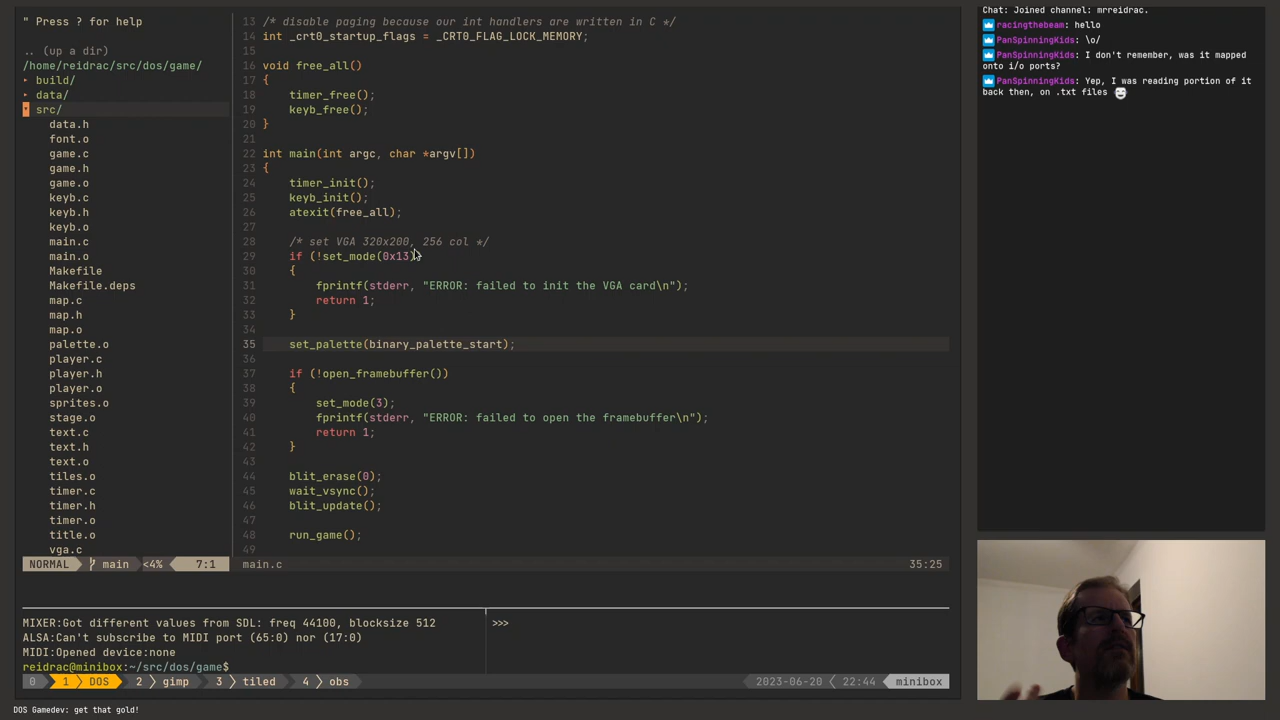 " Press ? for help
.. (up a dir)
/home/reidrac/src/dos/game/
▸ build/
▸ data/
▾ src/
data.h
font.o
game.c
game.h
game.o
keyb.c
keyb.h
keyb.o
main.c
main.o
Makefile
Makefile.deps
map.c
map.h
map.o
palette.o
player.c
player.h
player.o
sprites.o
stage.o
text.c
text.h
text.o
tiles.o
timer.c
timer.h
timer.o
title.o
vga.c
NORMAL main <4% 7:1
13 /* disable paging because our int handlers are written in C */
14 int _crt0_startup_flags = _CRT0_FLAG_LOCK_MEMORY;
15
16 void free_all()
17 {
18 timer_free();
19 keyb_free();
20 }
21
22 int main(int argc, char *argv[])
23 {
24 timer_init();
25 keyb_init();
26 atexit(free_all);
27
28 /* set VGA 320x200, 256 col */
29 if (!set_mode(0x13))
30 {
31 fprintf(stderr, "ERROR: failed to init the VGA card\n");
32 return 1;
33 }
34
35 set_palette(binary_palette_start);
36
37 if (!open_framebuffer())
38 {
39 set_mode(3);
40 fprintf(stderr, "ERROR: failed to open the framebuffer\n");
41 return 1;
42 }
43
44 blit_erase(0);
45 wait_vsync();
46 blit_update();
47
48 run_game();
49
main.c 35:25
MIXER:Got different values from SDL: freq 44100, blocksize 512
ALSA:Can't subscribe to MIDI port (65:0) nor (17:0)
MIDI:Opened device:none
reidrac@minibox:~/src/dos/game$
>>>
0 1 DOS 2 gimp 3 tiled 4 obs 2023-06-20 22:44 minibox
DOS Gamedev: get that gold!
Chat: Joined channel: mrreidrac.
racingthebeam: hello
PanSpinningKids: \o/
PanSpinningKids: I don't remember, was it mapped
onto i/o ports?
PanSpinningKids: Yep, I was reading portion of it
back then, on .txt files